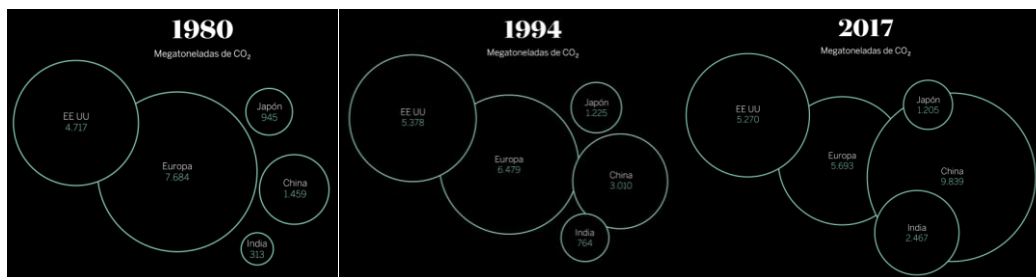 1980
Megatoneladas de CO₂
EE UU
4.717
Japón
945
Europa
7.684
China
1.459
India
313
1994
Megatoneladas de CO₂
EE UU
5.378
Japón
1.225
Europa
6.479
China
3.010
India
764
2017
Megatoneladas de CO₂
EE UU
5.270
Japón
1.205
Europa
5.693
China
9.839
India
2.467